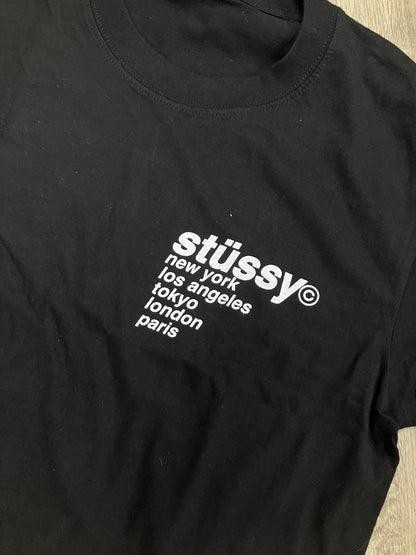 stüssy©
new york
los angeles
tokyo
london
paris